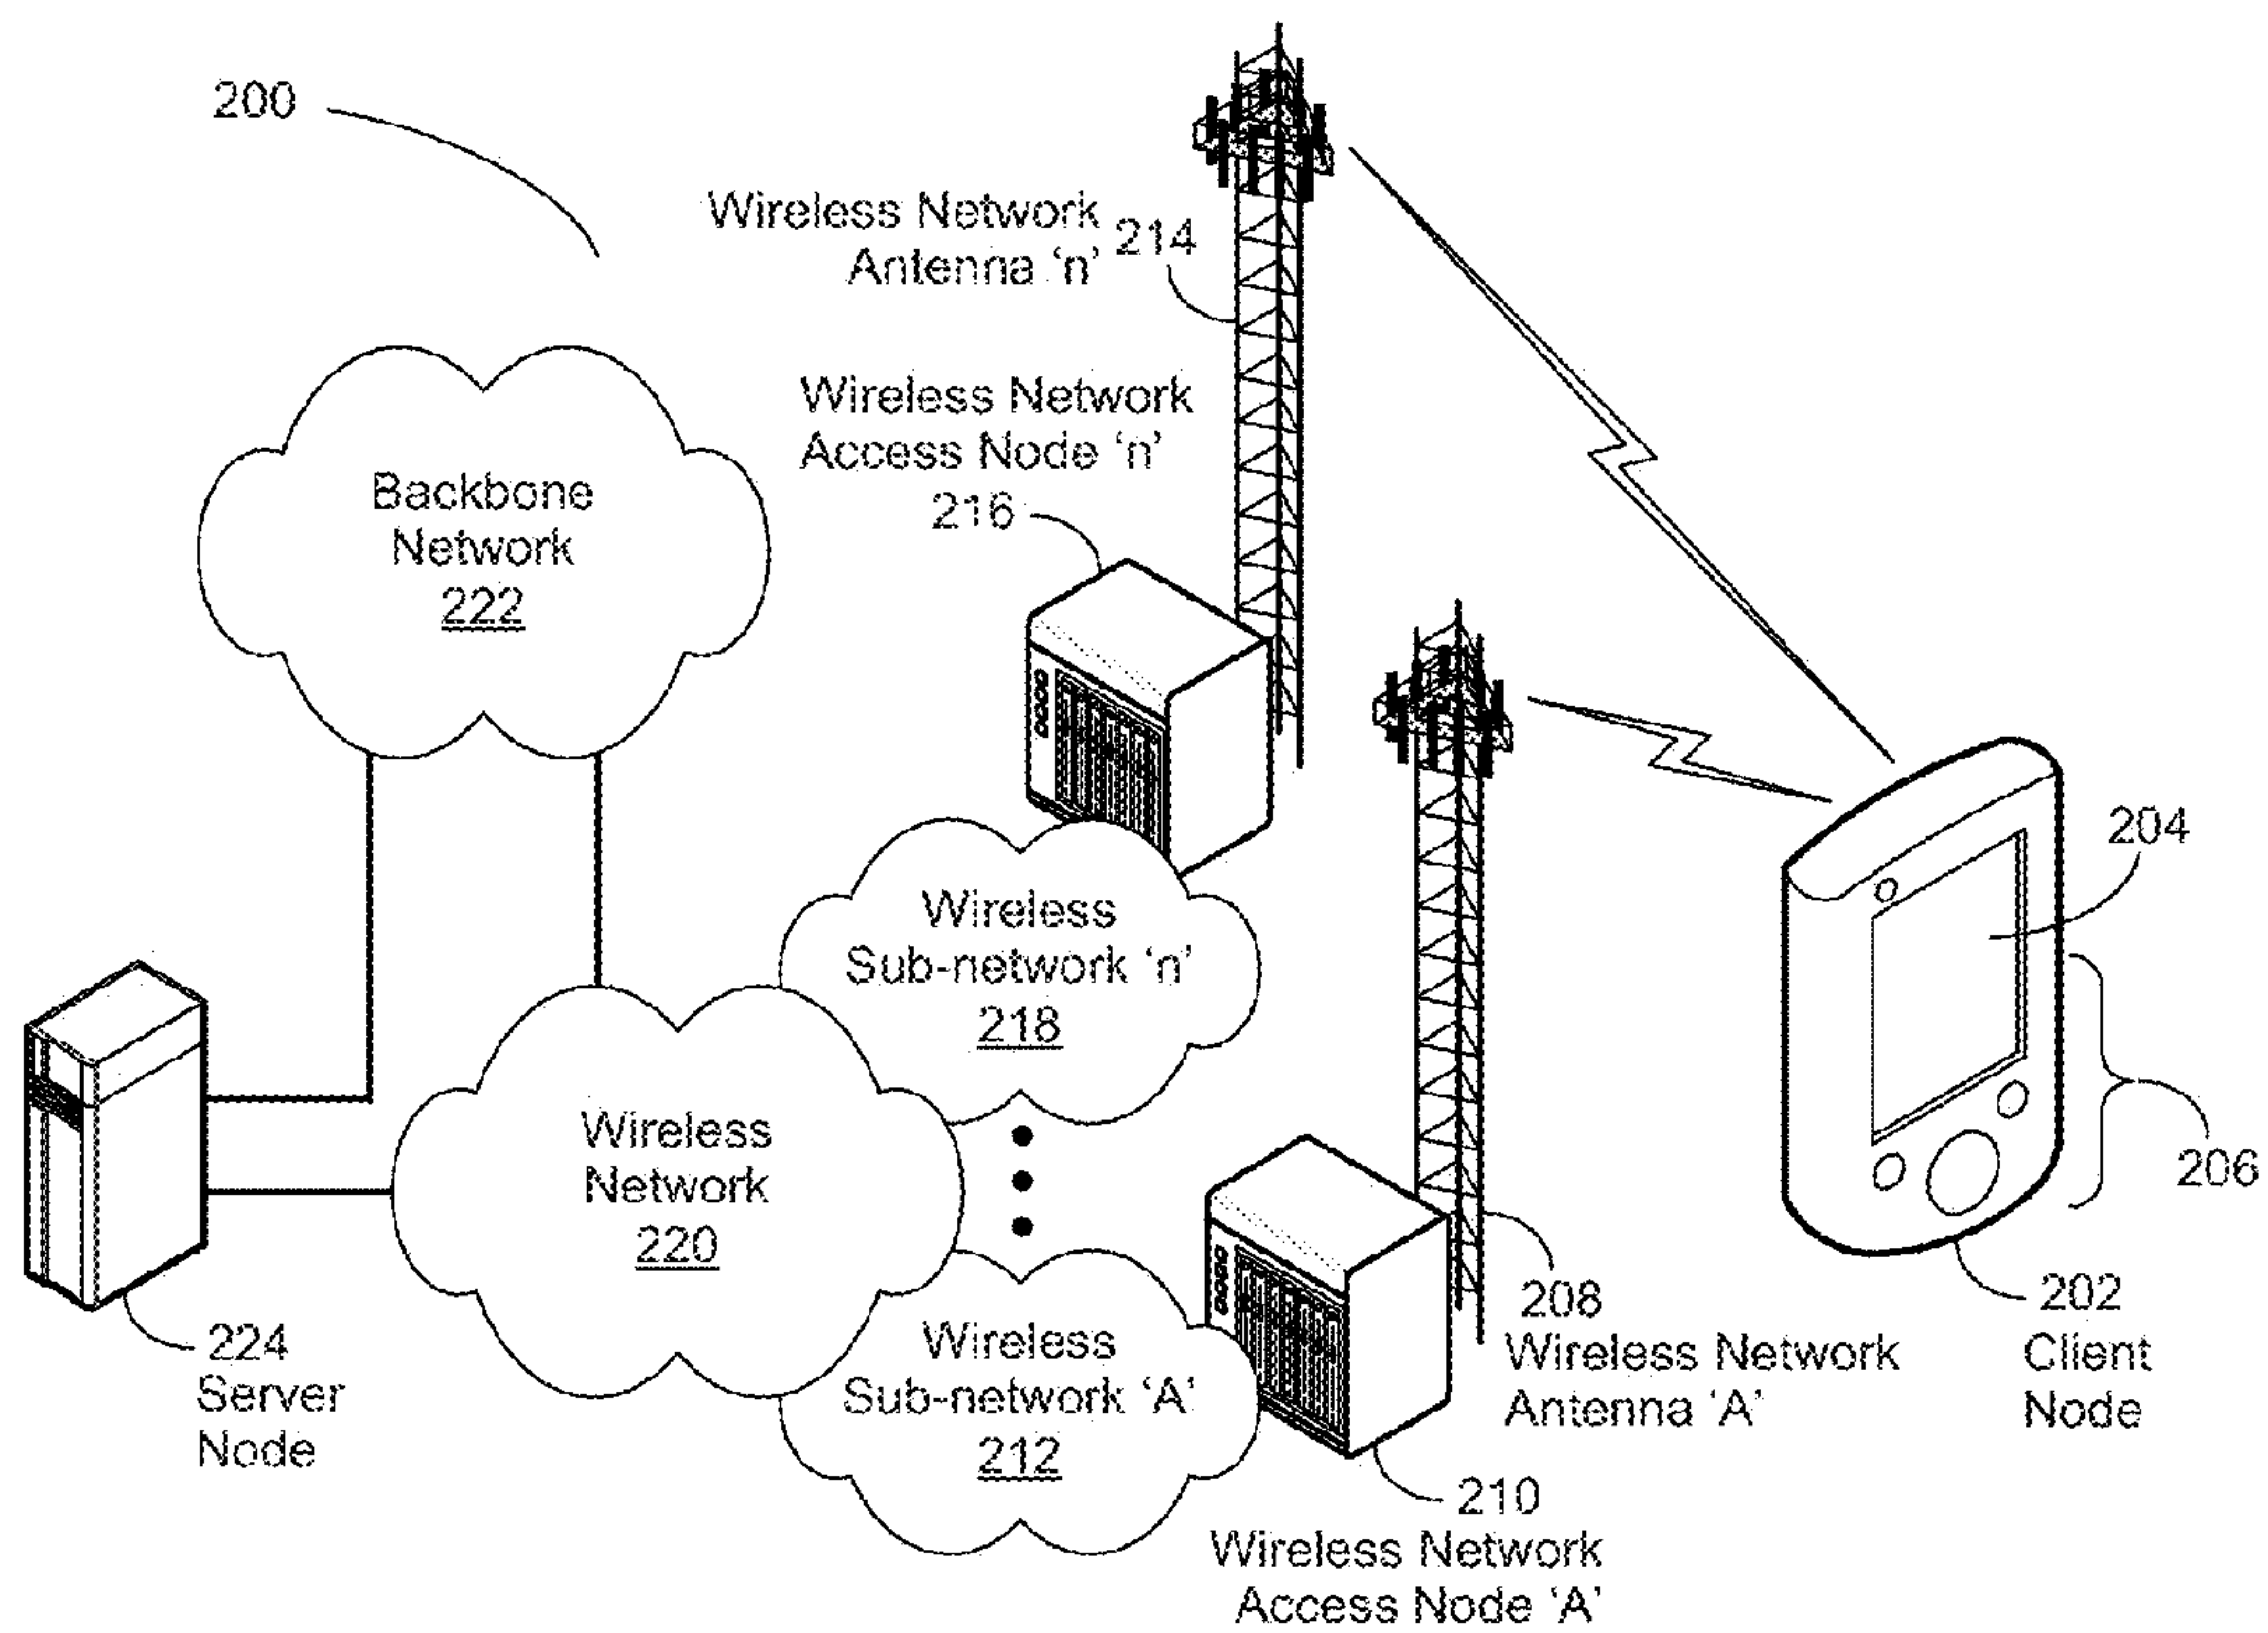 200
Wireless Network
Antenna 'n'
214
Wireless Network
Access Node 'n'
216
Backbone
Network
222
204
Wireless
Sub-network 'n'
218
Wireless
Network
220
206
224
Server
Node
Wireless
Sub-network 'A'
212
208
Wireless Network
Antenna 'A'
202
Client
Node
210
Wireless Network
Access Node 'A'